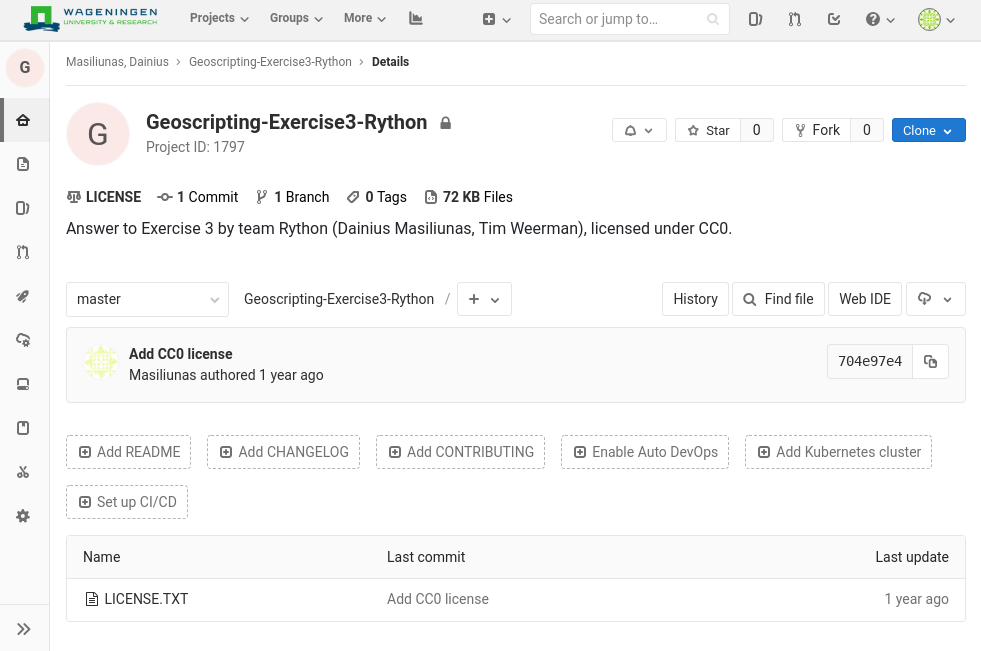 WAGENINGEN
UNIVERSITY & RESEARCH
Projects Groups More
Search or jump to…
G
Masiliunas, Dainius › Geoscripting-Exercise3-Rython › Details
G
Geoscripting-Exercise3-Rython
Project ID: 1797
Star 0 Fork 0 Clone
LICENSE 1 Commit 1 Branch 0 Tags 72 KB Files
Answer to Exercise 3 by team Rython (Dainius Masiliunas, Tim Weerman), licensed under CC0.
master Geoscripting-Exercise3-Rython / + History Find file Web IDE
Add CC0 license
Masiliunas authored 1 year ago
704e97e4
Add README Add CHANGELOG Add CONTRIBUTING Enable Auto DevOps Add Kubernetes cluster
Set up CI/CD
Name Last commit Last update
LICENSE.TXT Add CC0 license 1 year ago